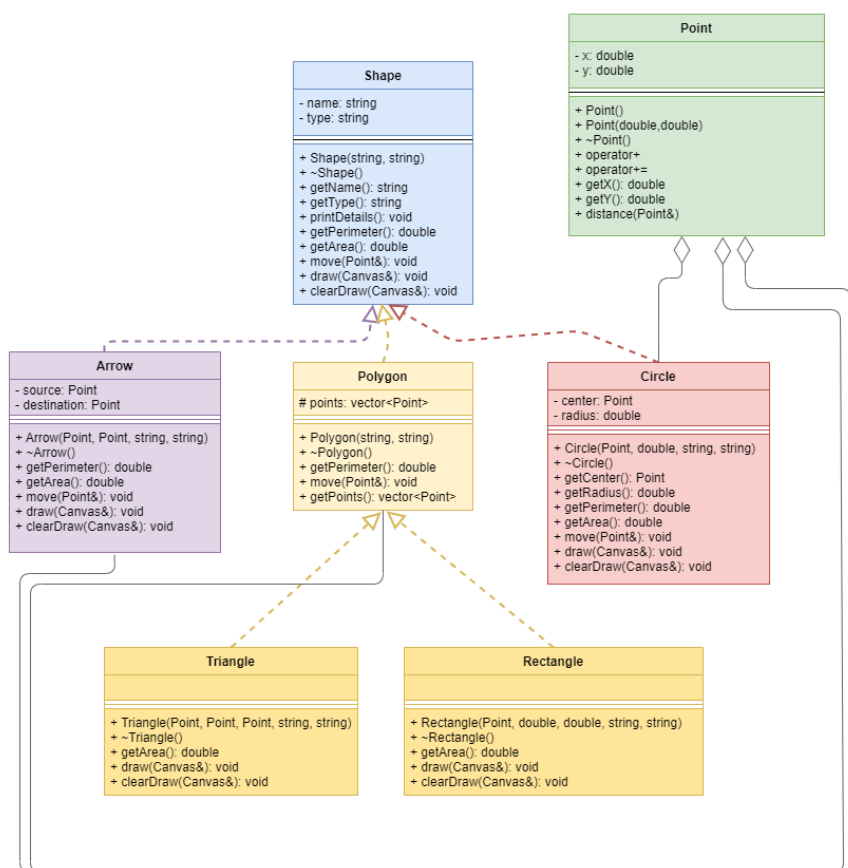 Point
- x: double
- y: double
+ Point()
+ Point(double,double)
+ ~Point()
+ operator+
+ operator+=
+ getX(): double
+ getY(): double
+ distance(Point&)
Shape
- name: string
- type: string
+ Shape(string, string)
+ ~Shape()
+ getName(): string
+ getType(): string
+ printDetails(): void
+ getPerimeter(): double
+ getArea(): double
+ move(Point&): void
+ draw(Canvas&): void
+ clearDraw(Canvas&): void
Arrow
- source: Point
- destination: Point
+ Arrow(Point, Point, string, string)
+ ~Arrow()
+ getPerimeter(): double
+ getArea(): double
+ move(Point&): void
+ draw(Canvas&): void
+ clearDraw(Canvas&): void
Polygon
# points: vector<Point>
+ Polygon(string, string)
+ ~Polygon()
+ getPerimeter(): double
+ move(Point&): void
+ getPoints(): vector<Point>
Circle
- center: Point
- radius: double
+ Circle(Point, double, string, string)
+ ~Circle()
+ getCenter(): Point
+ getRadius(): double
+ getPerimeter(): double
+ getArea(): double
+ move(Point&): void
+ draw(Canvas&): void
+ clearDraw(Canvas&): void
Triangle
+ Triangle(Point, Point, Point, string, string)
+ ~Triangle()
+ getArea(): double
+ draw(Canvas&): void
+ clearDraw(Canvas&): void
Rectangle
+ Rectangle(Point, double, double, string, string)
+ ~Rectangle()
+ getArea(): double
+ draw(Canvas&): void
+ clearDraw(Canvas&): void